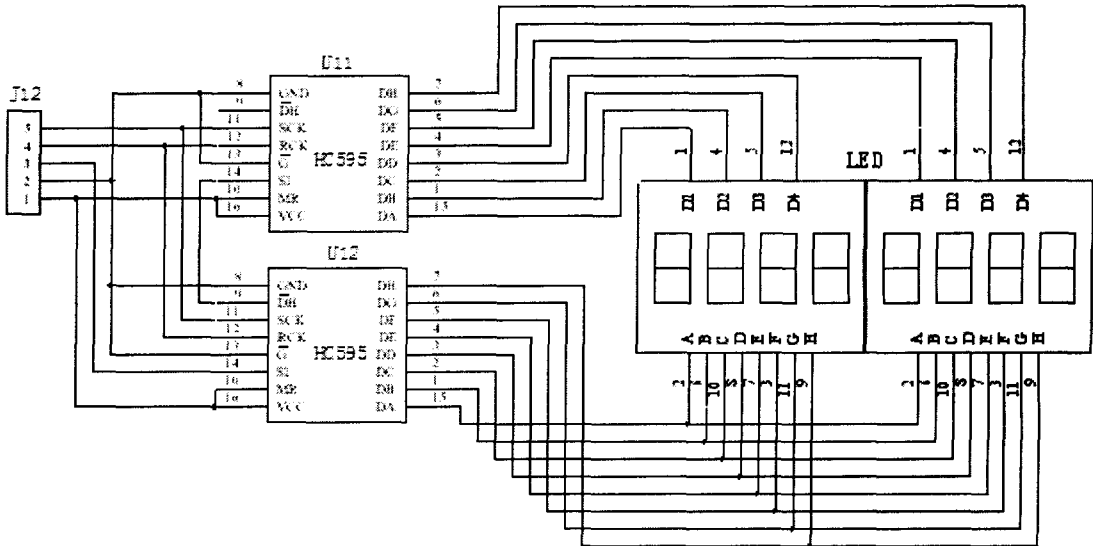 U11
J12
5
4
3
2
1
8 GND DH 7
9 DH DG 6
11 SCK DF 5
12 RCK DE 4
13 G DD 3
14 SI DC 2
10 MR DB 1
16 VCC DA 15
HC595
U12
8 GND DH 7
9 DH DG 6
11 SCK DF 5
12 RCK DE 4
13 G DD 3
14 SI DC 2
10 MR DB 1
16 VCC DA 15
HC595
LED
1 4 5 12
1 4 5 12
D1 D2 D3 D4
D1 D2 D3 D4
A B C D E F G H
A B C D E F G H
2 6 10 8 7 3 11 9
2 6 10 8 7 3 11 9